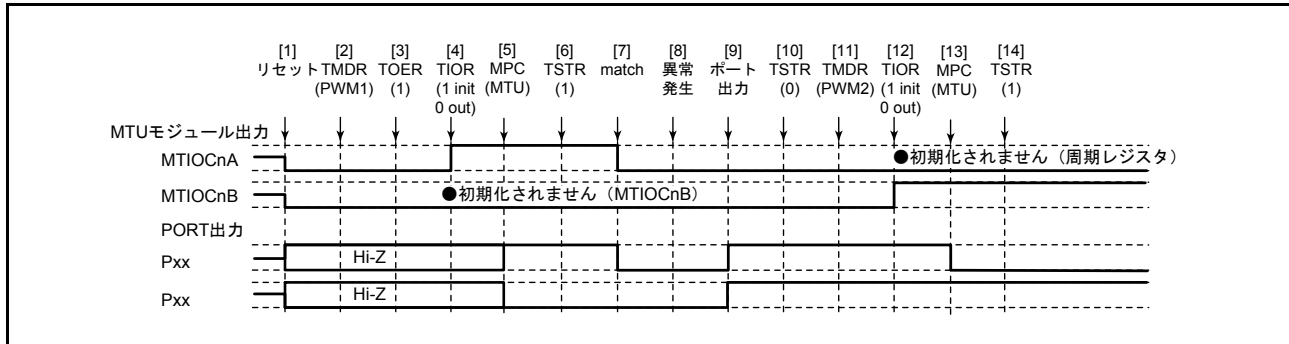 [1] [2] [3] [4] [5] [6] [7] [8] [9] [10] [11] [12] [13] [14]
リセット TMDR TOER TIOR MPC TSTR match 異常 ポート TSTR TMDR TIOR MPC TSTR
(PWM1) (1) (1 init (MTU) (1) 発生 出力 (0) (PWM2) (1 init (MTU) (1)
0 out) 0 out)
MTUモジュール出力
MTIOCnA ●初期化されません（周期レジスタ）
MTIOCnB ●初期化されません（MTIOCnB）
PORT出力
Pxx Hi-Z
Pxx Hi-Z